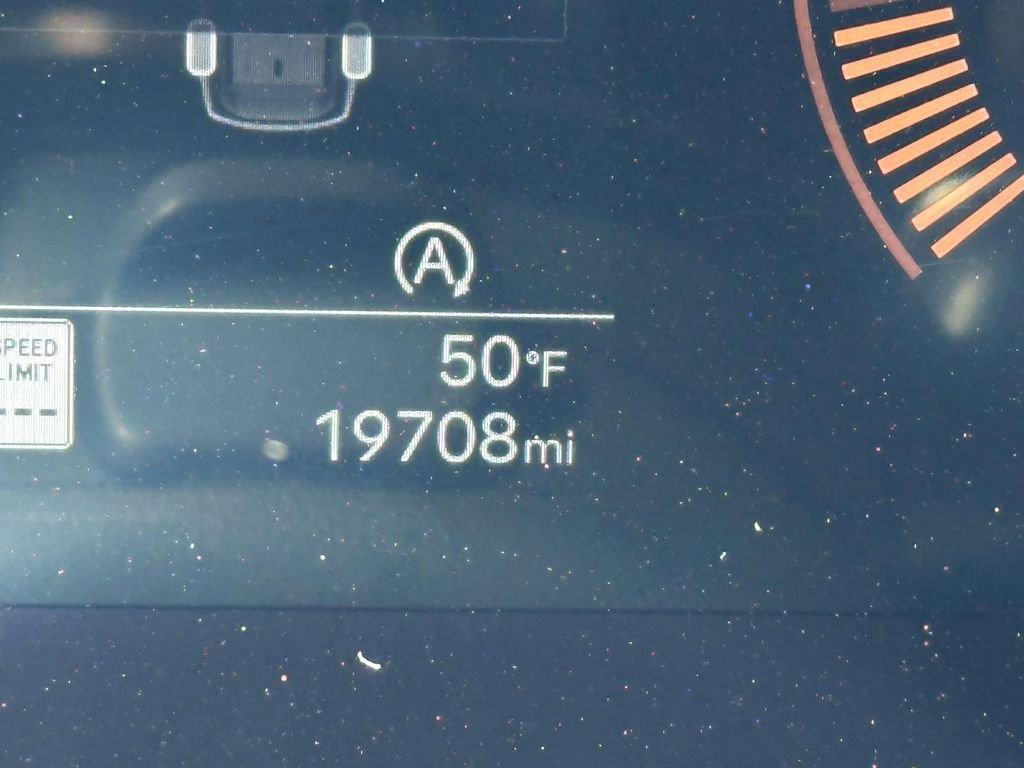 A
50°F
19708mi
SPEED
LIMIT
---